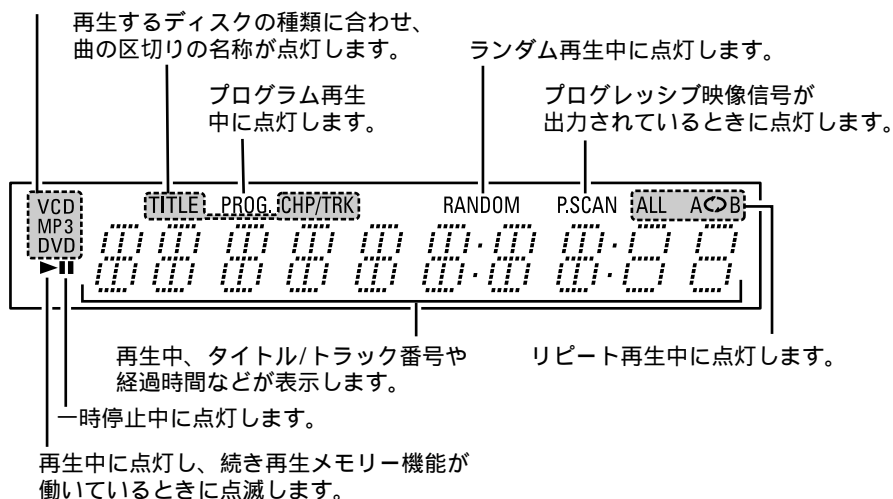 再生するディスクの種類に合わせ、
曲の区切りの名称が点灯します。
ランダム再生中に点灯します。
プログラム再生
中に点灯します。
プログレッシブ映像信号が
出力されているときに点灯します。
VCD
MP3
DVD
TITLE PROG. CHP/TRK RANDOM P.SCAN ALL A B
再生中、タイトル/トラック番号や
経過時間などが表示します。
リピート再生中に点灯します。
一時停止中に点灯します。
再生中に点灯し、続き再生メモリー機能が
働いているときに点滅します。